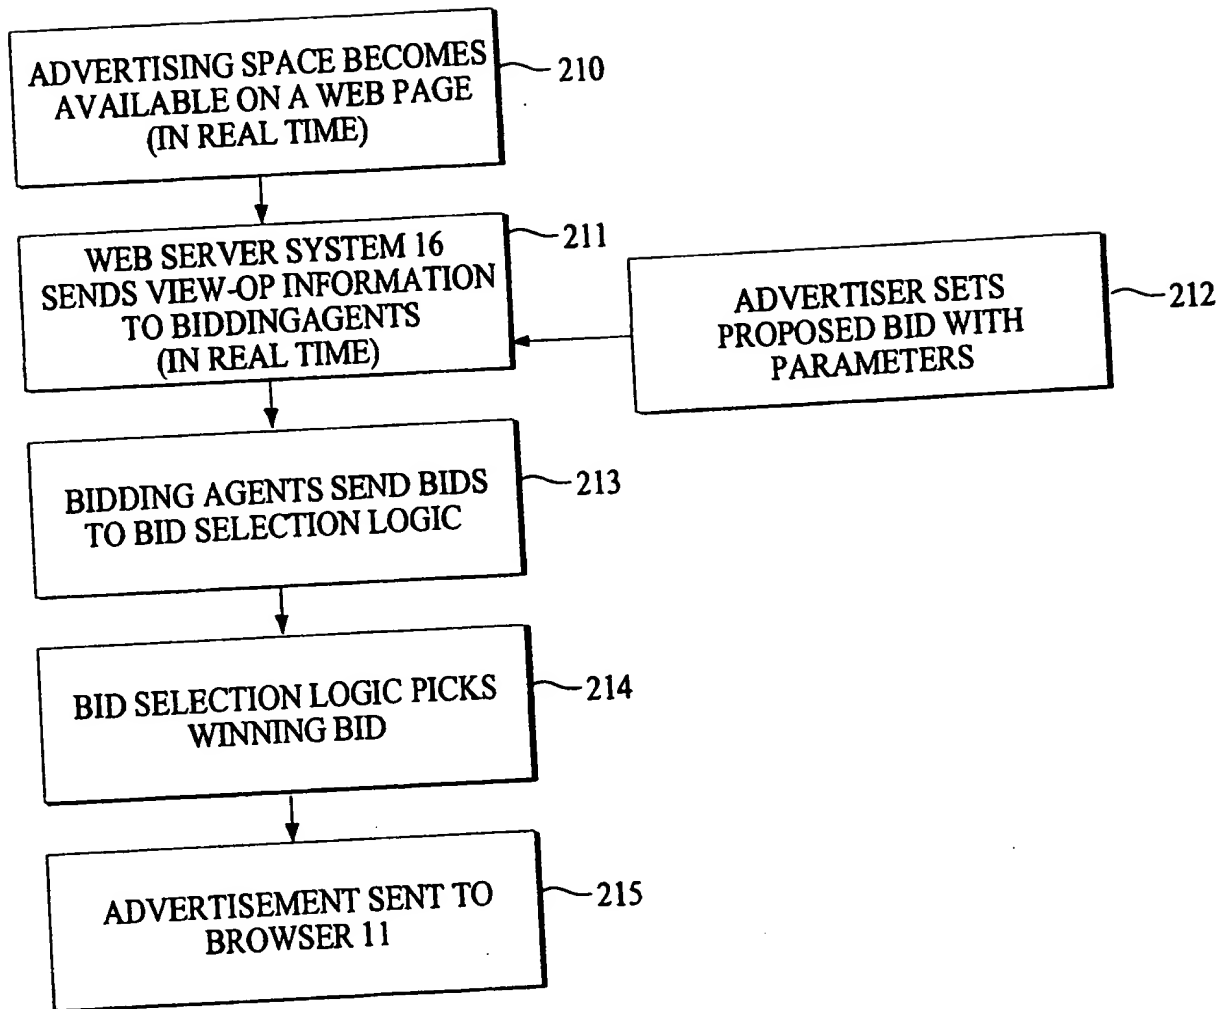 ADVERTISING SPACE BECOMES
AVAILABLE ON A WEB PAGE
(IN REAL TIME)
210
WEB SERVER SYSTEM 16
SENDS VIEW-OP INFORMATION
TO BIDDINGAGENTS
(IN REAL TIME)
211
ADVERTISER SETS
PROPOSED BID WITH
PARAMETERS
212
BIDDING AGENTS SEND BIDS
TO BID SELECTION LOGIC
213
BID SELECTION LOGIC PICKS
WINNING BID
214
ADVERTISEMENT SENT TO
BROWSER 11
215